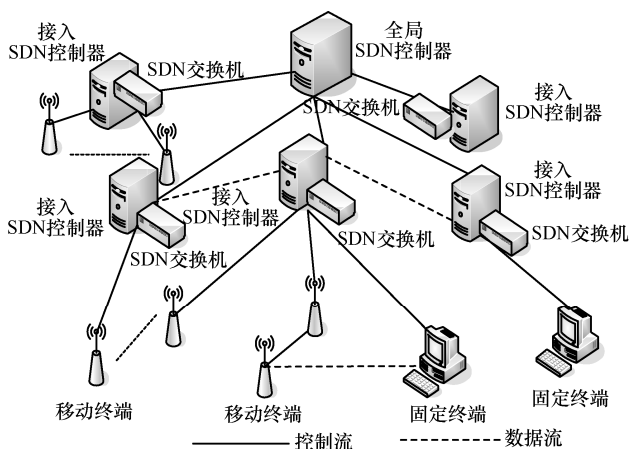 接入
SDN控制器
全局
SDN控制器
SDN交换机
SDN交换机
接入
SDN控制器
接入
SDN控制器
接入
SDN控制器
接入
SDN控制器
SDN交换机
SDN交换机
SDN交换机
移动终端
移动终端
固定终端
固定终端
控制流
数据流